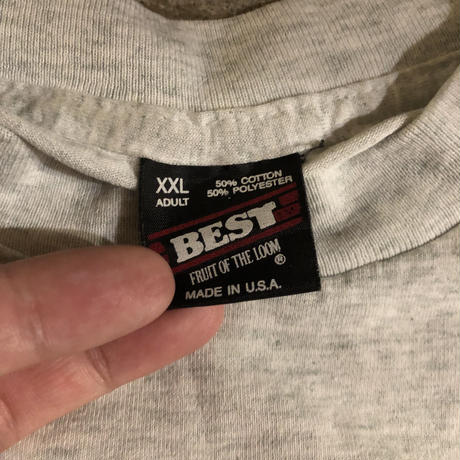 XXL
ADULT
50% COTTON
50% POLYESTER
BEST
FRUIT OF THE LOOM®
MADE IN U.S.A.